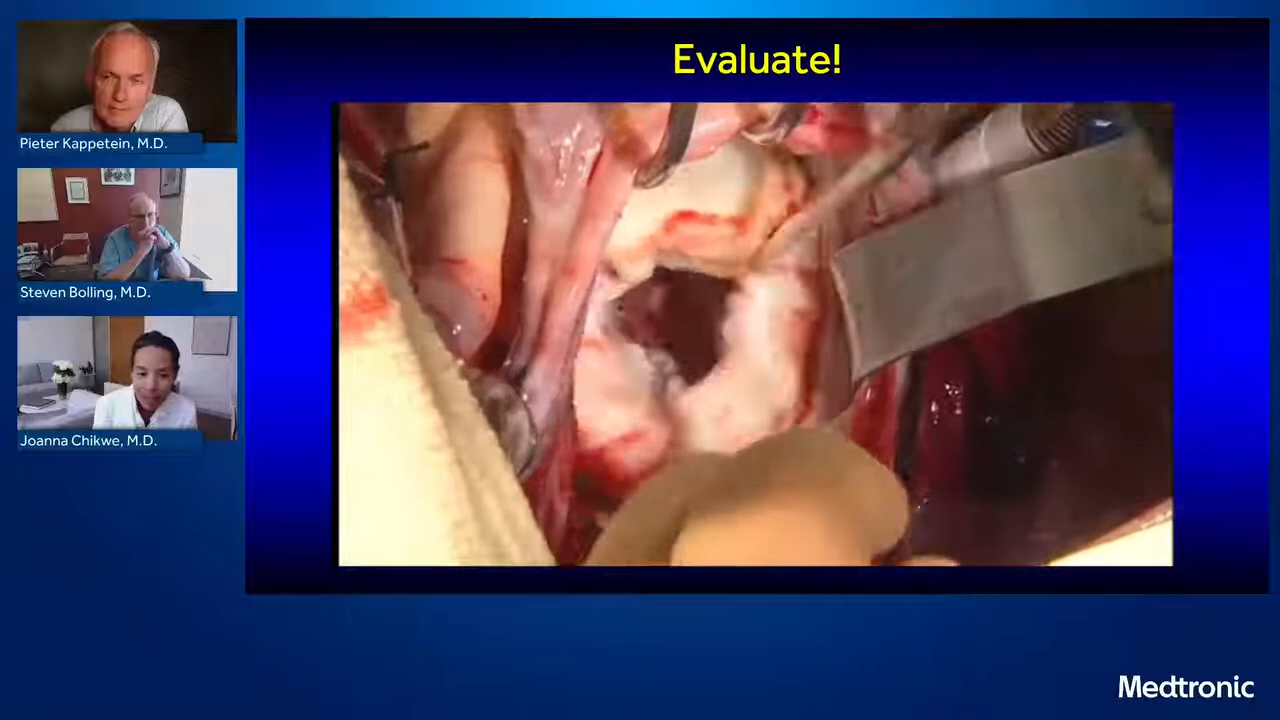 Evaluate!
Pieter Kappetein, M.D.
Steven Bolling, M.D.
Joanna Chikwe, M.D.
Medtronic